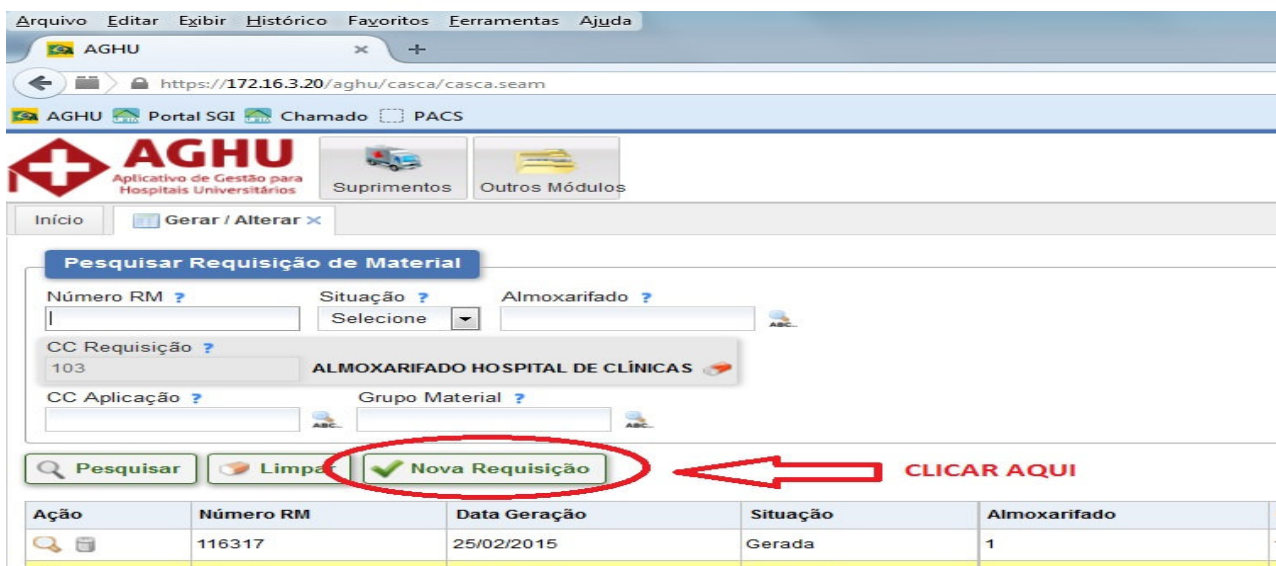 Arquivo Editar Exibir Histórico Favoritos Ferramentas Ajuda
AGHU × +
https://172.16.3.20/aghu/casca/casca.seam
AGHU Portal SGI Chamado PACS
AGHU
Aplicativo de Gestão para
Hospitais Universitários
Suprimentos Outros Módulos
Início Gerar / Alterar ×
Pesquisar Requisição de Material
Número RM ? Situação ? Almoxarifado ?
Selecione ABC...
CC Requisição ?
103 ALMOXARIFADO HOSPITAL DE CLÍNICAS
CC Aplicação ? Grupo Material ?
ABC... ABC...
Pesquisar Limpar Nova Requisição CLICAR AQUI
Ação Número RM Data Geração Situação Almoxarifado
116317 25/02/2015 Gerada 1